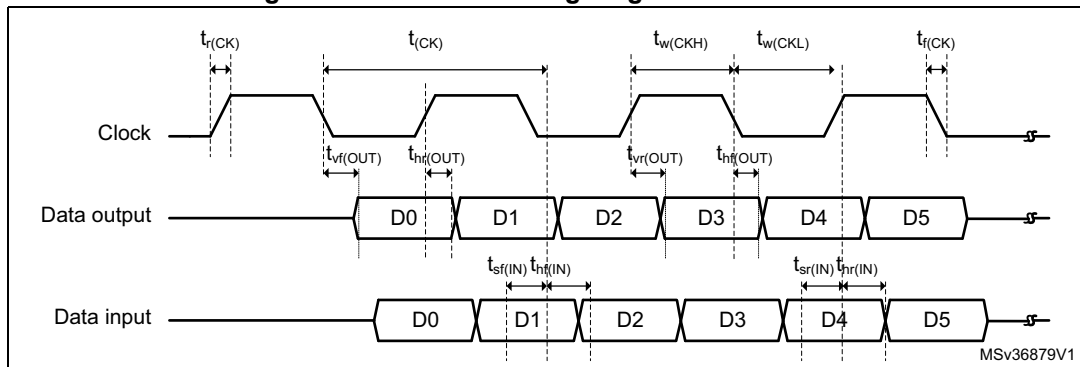 t_r(CK) t_(CK) t_w(CKH) t_w(CKL) t_f(CK)
Clock
t_vf(OUT) t_hr(OUT) t_vr(OUT) t_hf(OUT)
Data output D0 D1 D2 D3 D4 D5
t_sf(IN) t_hf(IN) t_sr(IN) t_hr(IN)
Data input D0 D1 D2 D3 D4 D5
MSv36879V1